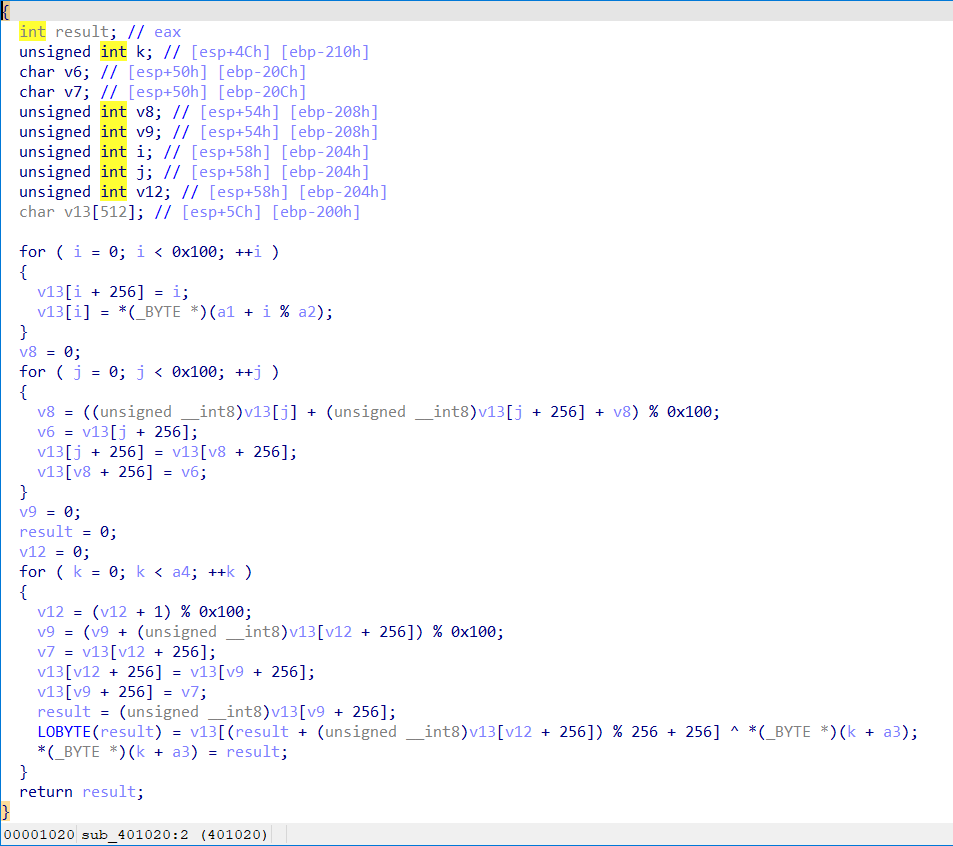 {
  int result; // eax
  unsigned int k; // [esp+4Ch] [ebp-210h]
  char v6; // [esp+50h] [ebp-20Ch]
  char v7; // [esp+50h] [ebp-20Ch]
  unsigned int v8; // [esp+54h] [ebp-208h]
  unsigned int v9; // [esp+54h] [ebp-208h]
  unsigned int i; // [esp+58h] [ebp-204h]
  unsigned int j; // [esp+58h] [ebp-204h]
  unsigned int v12; // [esp+58h] [ebp-204h]
  char v13[512]; // [esp+5Ch] [ebp-200h]

  for ( i = 0; i < 0x100; ++i )
  {
    v13[i + 256] = i;
    v13[i] = *(_BYTE *)(a1 + i % a2);
  }
  v8 = 0;
  for ( j = 0; j < 0x100; ++j )
  {
    v8 = ((unsigned __int8)v13[j] + (unsigned __int8)v13[j + 256] + v8) % 0x100;
    v6 = v13[j + 256];
    v13[j + 256] = v13[v8 + 256];
    v13[v8 + 256] = v6;
  }
  v9 = 0;
  result = 0;
  v12 = 0;
  for ( k = 0; k < a4; ++k )
  {
    v12 = (v12 + 1) % 0x100;
    v9 = (v9 + (unsigned __int8)v13[v12 + 256]) % 0x100;
    v7 = v13[v12 + 256];
    v13[v12 + 256] = v13[v9 + 256];
    v13[v9 + 256] = v7;
    result = (unsigned __int8)v13[v9 + 256];
    LOBYTE(result) = v13[(result + (unsigned __int8)v13[v12 + 256]) % 256 + 256] ^ *(_BYTE *)(k + a3);
    *(_BYTE *)(k + a3) = result;
  }
  return result;
}
00001020 sub_401020:2 (401020)